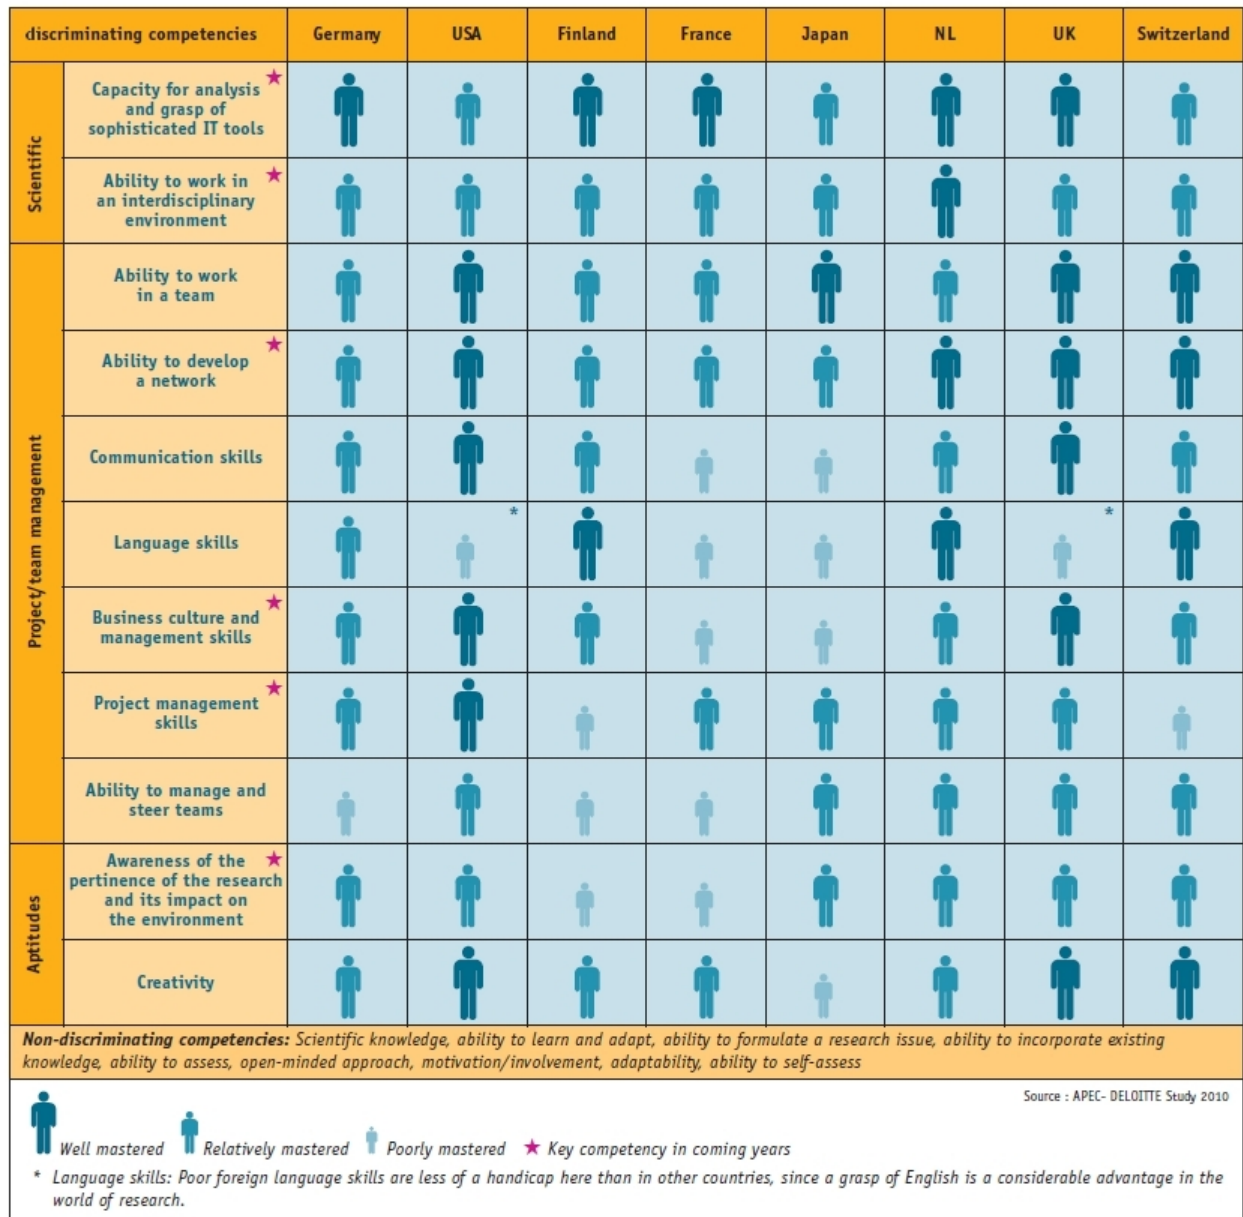 discriminating competencies Germany USA Finland France Japan NL UK Switzerland
Scientific
Capacity for analysis
and grasp of
sophisticated IT tools
Ability to work in
an interdisciplinary
environment
Project/team management
Ability to work
in a team
Ability to develop
a network
Communication skills
Language skills
*
*
Business culture and
management skills
Project management
skills
Ability to manage and
steer teams
Aptitudes
Awareness of the
pertinence of the research
and its impact on
the environment
Creativity
Non-discriminating competencies: Scientific knowledge, ability to learn and adapt, ability to formulate a research issue, ability to incorporate existing
knowledge, ability to assess, open-minded approach, motivation/involvement, adaptability, ability to self-assess
Source : APEC- DELOITTE Study 2010
Well mastered Relatively mastered Poorly mastered ★ Key competency in coming years
* Language skills: Poor foreign language skills are less of a handicap here than in other countries, since a grasp of English is a considerable advantage in the
world of research.